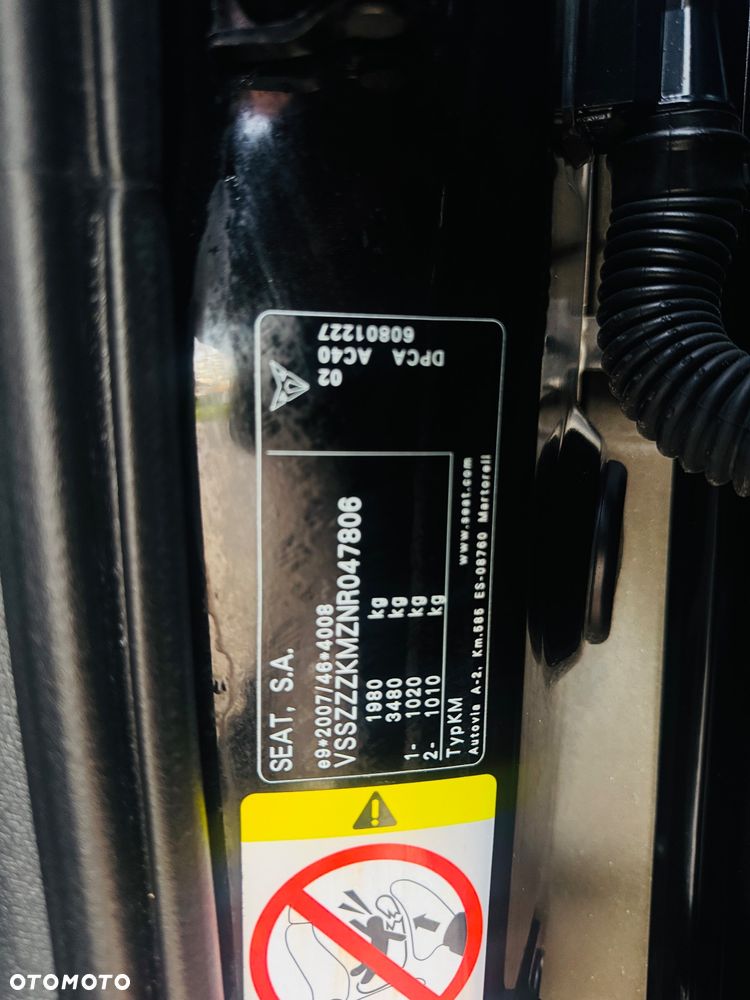 SEAT, S.A.
e9*2007/46*4008
VSSZZZKMZNR047806
1980 kg
3480 kg
1- 1020 kg
2- 1010 kg
TypKM
www.seat.com
Autovia A-2, Km.585 ES-08760 Martorell
02
AC40 60801227
DPCA
OTOMOTO